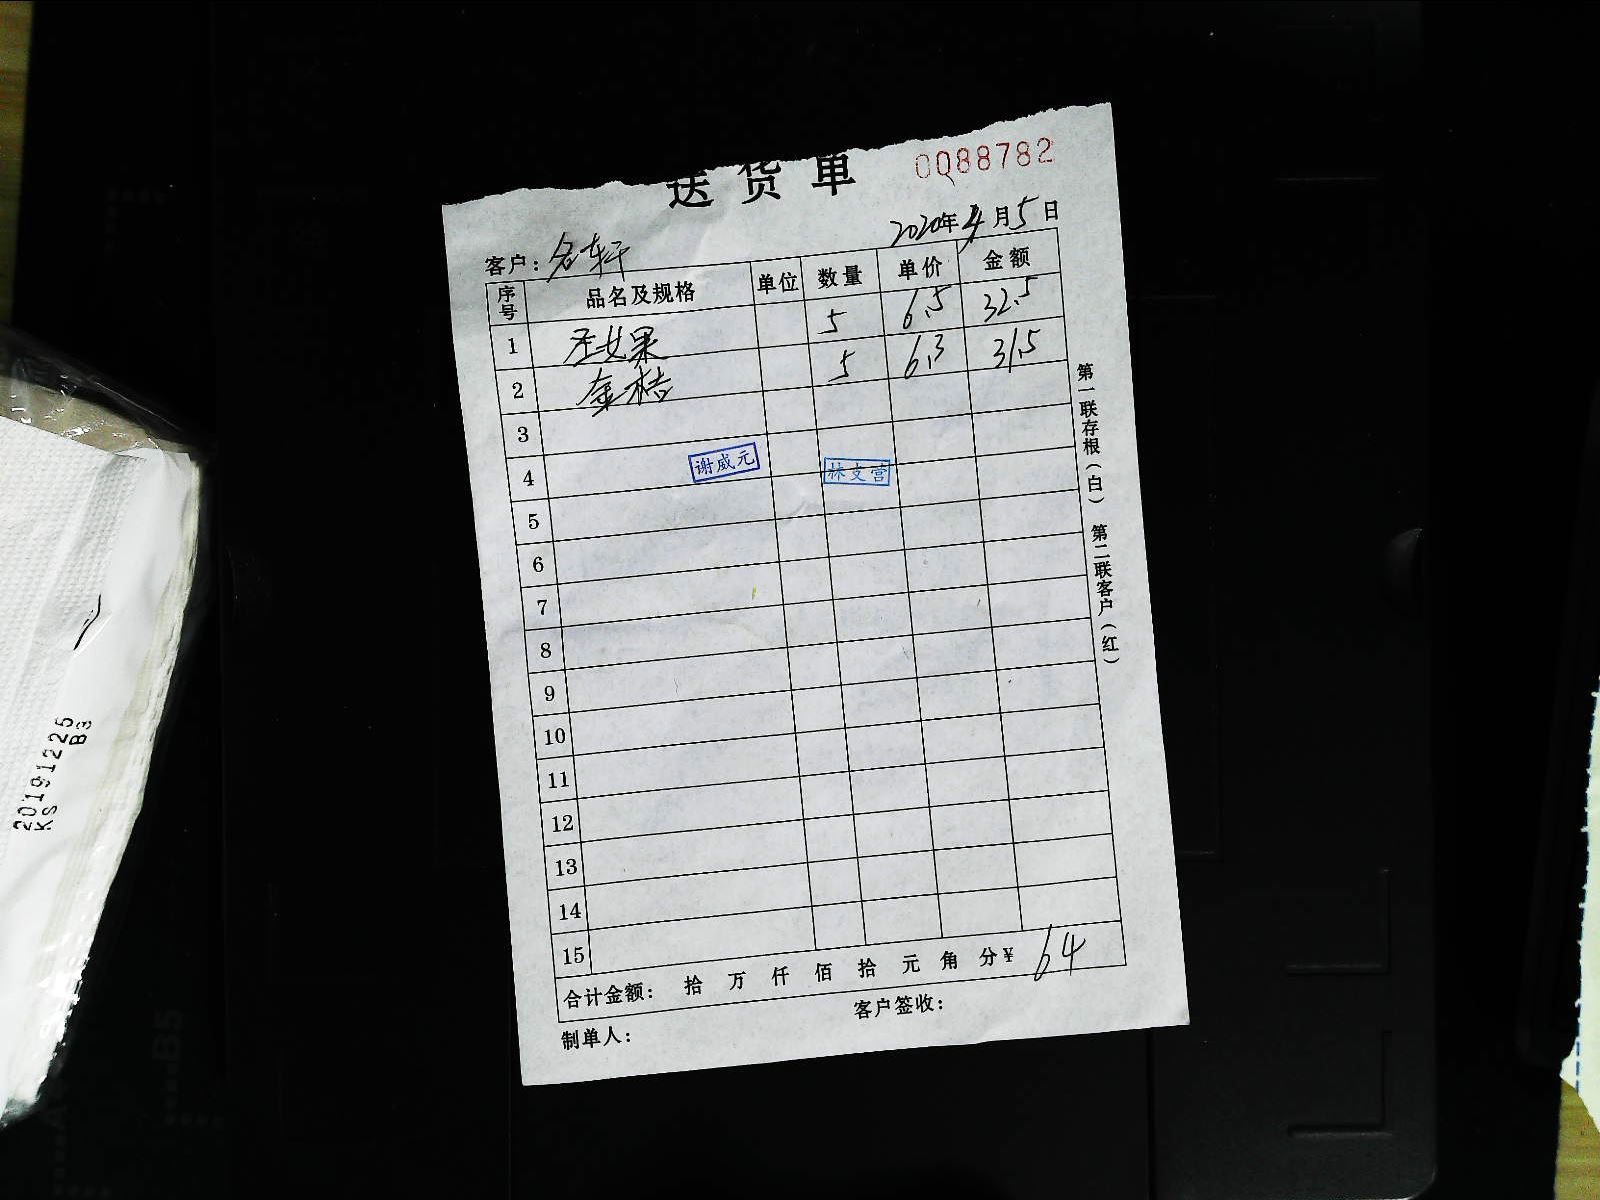 送货单 0088782
2020年4月5日
客户：名轩
序号 品名及规格 单位 数量 单价 金额
1 圣女果 5 6.5 32.5
2 金桔 5 6.3 31.5
3
4 谢威元 林支营
5
6
7
8
9
10
11
12
13
14
15
合计金额： 拾 万 仟 佰 拾 元 角 分¥ 64
制单人： 客户签收：
第一联存根（白） 第二联客户（红）
20191225 B3
KS
B5